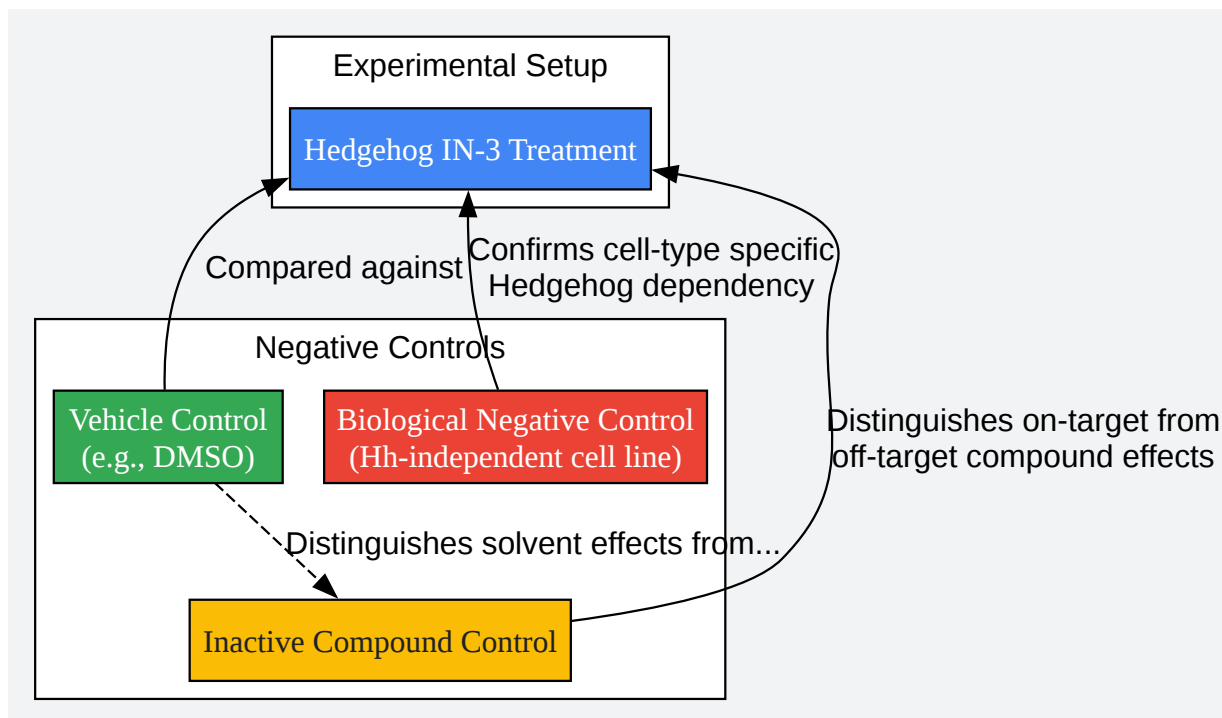 Experimental Setup
Hedgehog IN-3 Treatment
Compared against
Confirms cell-type specific
Hedgehog dependency
Negative Controls
Vehicle Control
(e.g., DMSO)
Biological Negative Control
(Hh-independent cell line)
Distinguishes on-target from
off-target compound effects
Distinguishes solvent effects from...
Inactive Compound Control